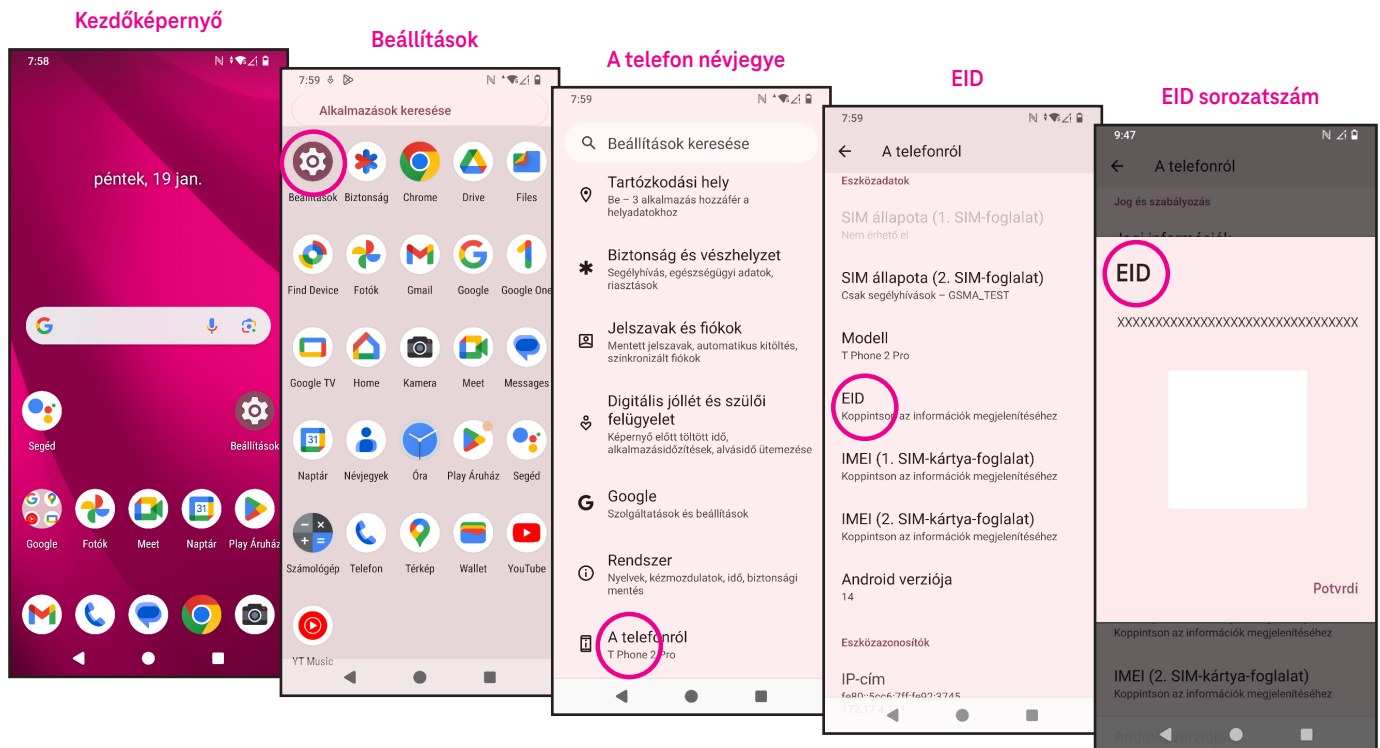 Kezdőképernyő
7:58
péntek, 19 jan.
Segéd
Beállítások
Google Fotók Meet Naptár Play Áruház
Beállítások
7:59
Alkalmazások keresése
Beállítások Biztonság Chrome Drive Files
Find Device Fotók Gmail Google Google One
Google TV Home Kamera Meet Messages
Naptár Névjegyek Óra Play Áruház Segéd
Számológép Telefon Térkép Wallet YouTube
YT Music
A telefon névjegye
7:59
Beállítások keresése
Tartózkodási hely
Be – 3 alkalmazás hozzáfér a
helyadatokhoz
Biztonság és vészhelyzet
Segélyhívás, egészségügyi adatok,
riasztások
Jelszavak és fiókok
Mentett jelszavak, automatikus kitöltés,
szinkronizált fiókok
Digitális jóllét és szülői
felügyelet
Képernyő előtt töltött idő,
alkalmazásidőzítések, alvásidő ütemezése
Google
Szolgáltatások és beállítások
Rendszer
Nyelvek, kézmozdulatok, idő, biztonsági
mentés
A telefonról
T Phone 2 Pro
EID
7:59
A telefonról
Eszközadatok
SIM állapota (1. SIM-foglalat)
Nem érhető el
SIM állapota (2. SIM-foglalat)
Csak segélyhívások – GSMA_TEST
Modell
T Phone 2 Pro
EID
Koppintson az információk megjelenítéséhez
IMEI (1. SIM-kártya-foglalat)
Koppintson az információk megjelenítéséhez
IMEI (2. SIM-kártya-foglalat)
Koppintson az információk megjelenítéséhez
Android verziója
14
Eszközazonosítók
IP-cím
fe80::5cc6:7ff:fe92:3745
EID sorozatszám
9:47
A telefonról
Jog és szabályozás
Jogi információk
EID
XXXXXXXXXXXXXXXXXXXXXXXXXXXXXXXX
Potvrdi
Koppintson az információk megjelenítéséhez
IMEI (2. SIM-kártya-foglalat)
Koppintson az információk megjelenítéséhez
Android verziója